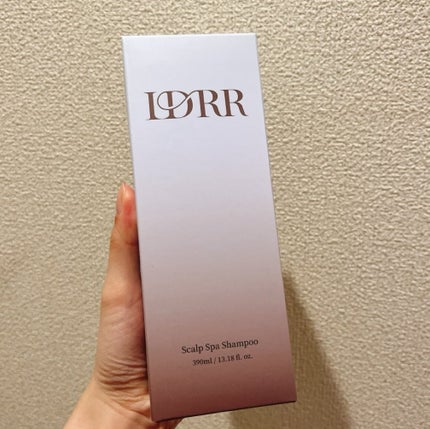 IDRR
Scalp Spa Shampoo
390ml / 13.18 fl. oz.